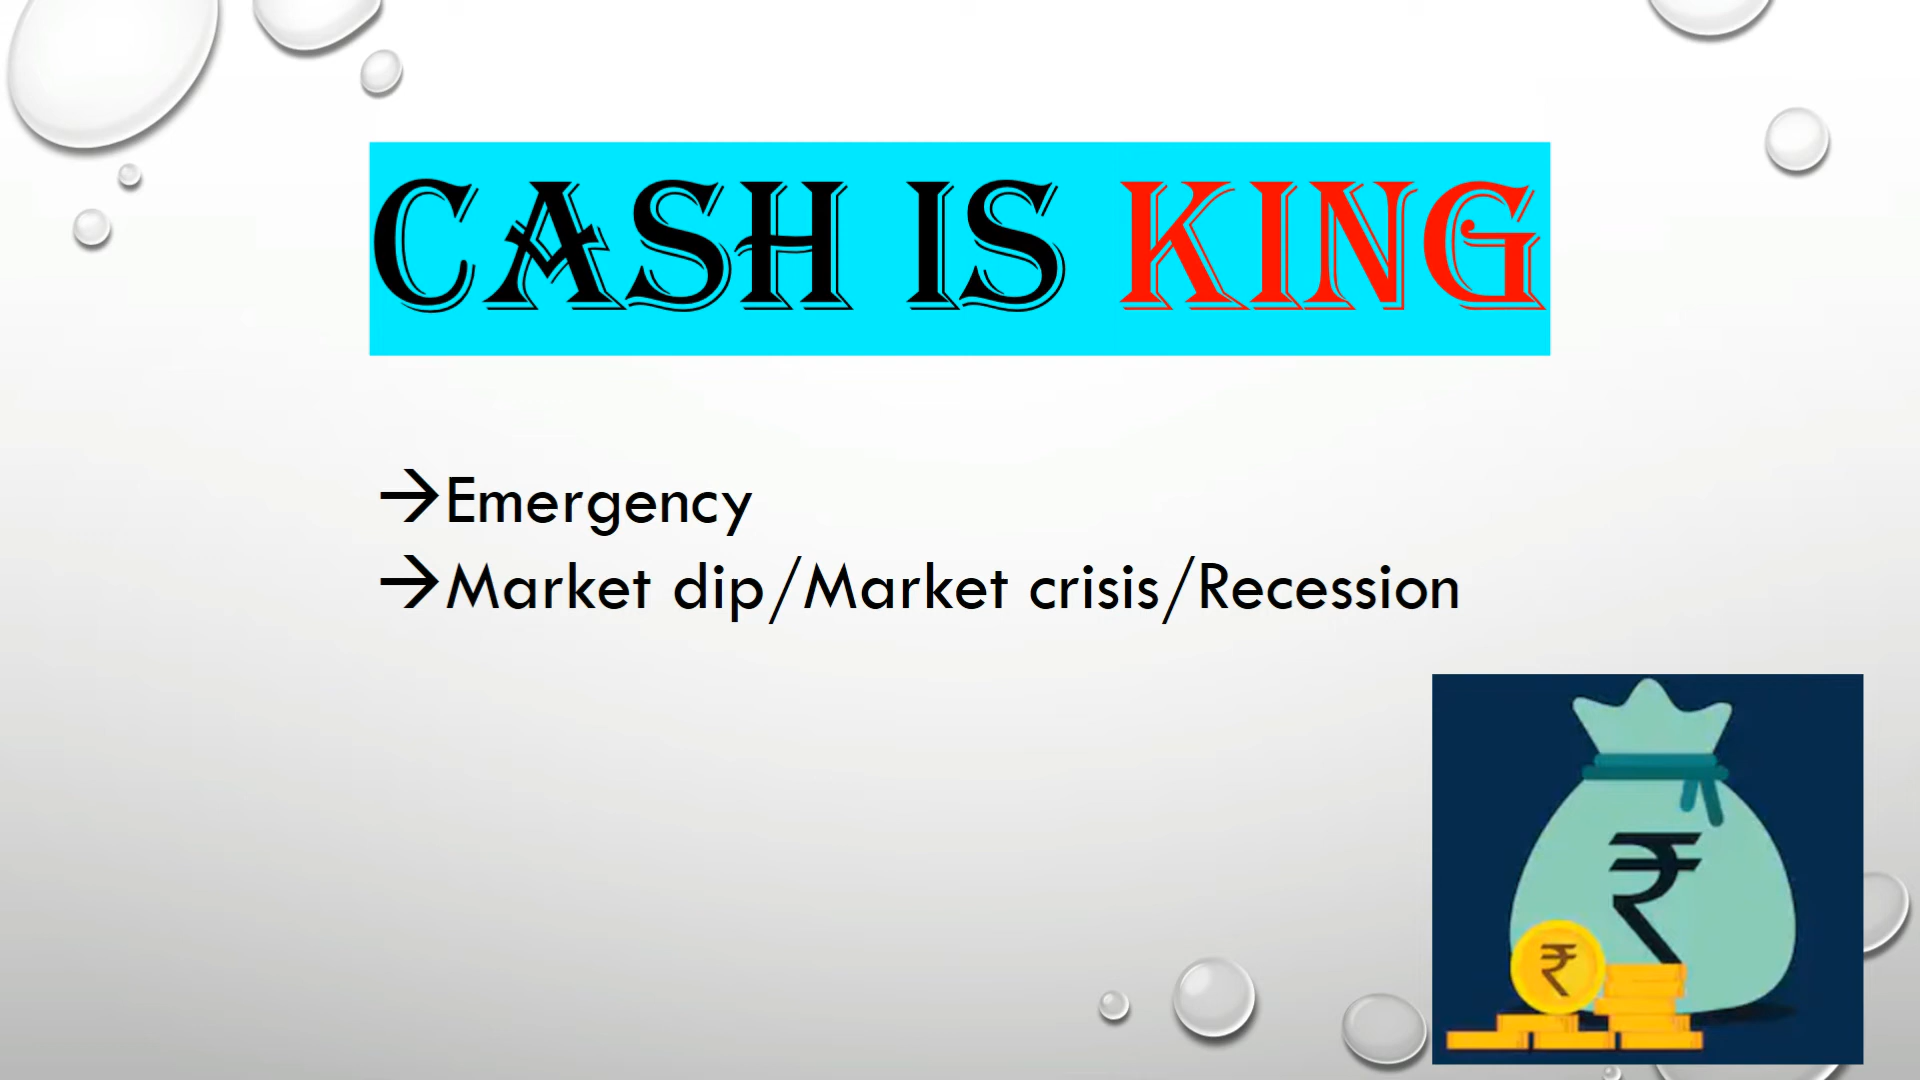 CASH IS KING
→Emergency
→Market dip/Market crisis/Recession
₹
₹